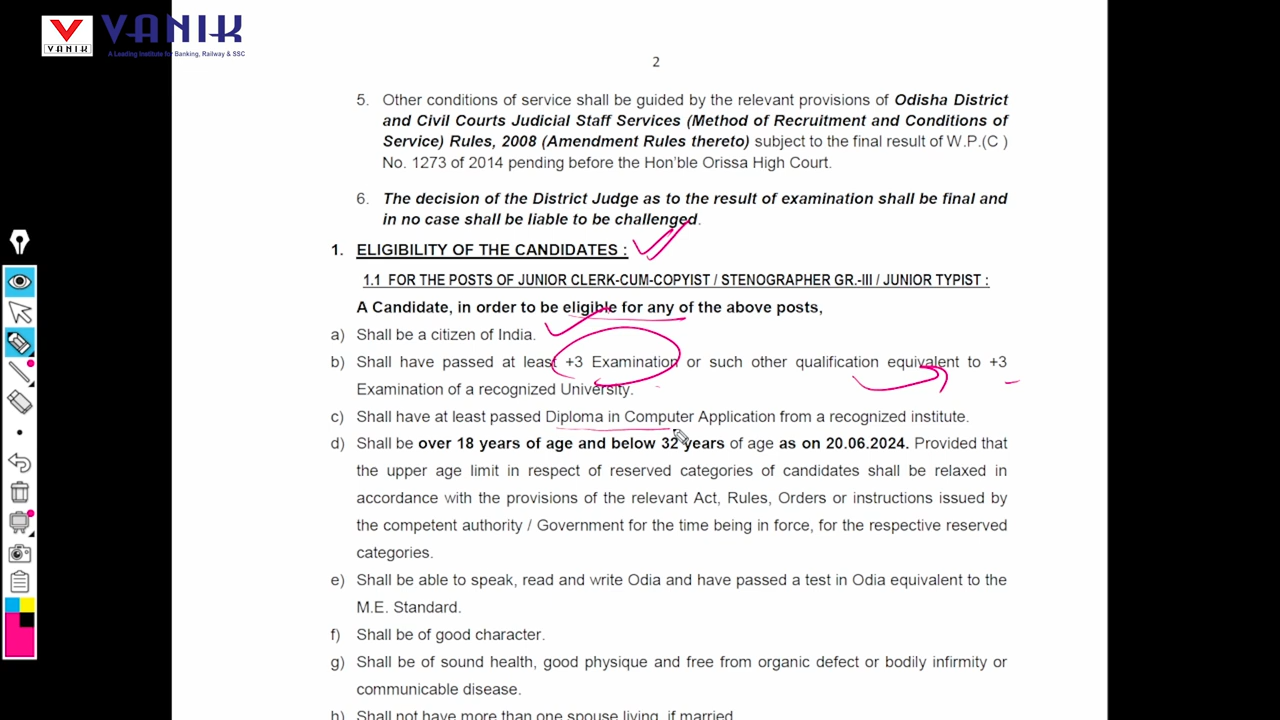 VANIK
VANIK
A Leading Institute for Banking, Railway & SSC
2
5. Other conditions of service shall be guided by the relevant provisions of Odisha District
and Civil Courts Judicial Staff Services (Method of Recruitment and Conditions of
Service) Rules, 2008 (Amendment Rules thereto) subject to the final result of W.P.(C )
No. 1273 of 2014 pending before the Hon'ble Orissa High Court.
6. The decision of the District Judge as to the result of examination shall be final and
in no case shall be liable to be challenged.
1. ELIGIBILITY OF THE CANDIDATES :
1.1 FOR THE POSTS OF JUNIOR CLERK-CUM-COPYIST / STENOGRAPHER GR.-III / JUNIOR TYPIST :
A Candidate, in order to be eligible for any of the above posts,
a) Shall be a citizen of India.
b) Shall have passed at least +3 Examination or such other qualification equivalent to +3
Examination of a recognized University.
c) Shall have at least passed Diploma in Computer Application from a recognized institute.
d) Shall be over 18 years of age and below 32 years of age as on 20.06.2024. Provided that
the upper age limit in respect of reserved categories of candidates shall be relaxed in
accordance with the provisions of the relevant Act, Rules, Orders or instructions issued by
the competent authority / Government for the time being in force, for the respective reserved
categories.
e) Shall be able to speak, read and write Odia and have passed a test in Odia equivalent to the
M.E. Standard.
f) Shall be of good character.
g) Shall be of sound health, good physique and free from organic defect or bodily infirmity or
communicable disease.
h) Shall not have more than one spouse living, if married.